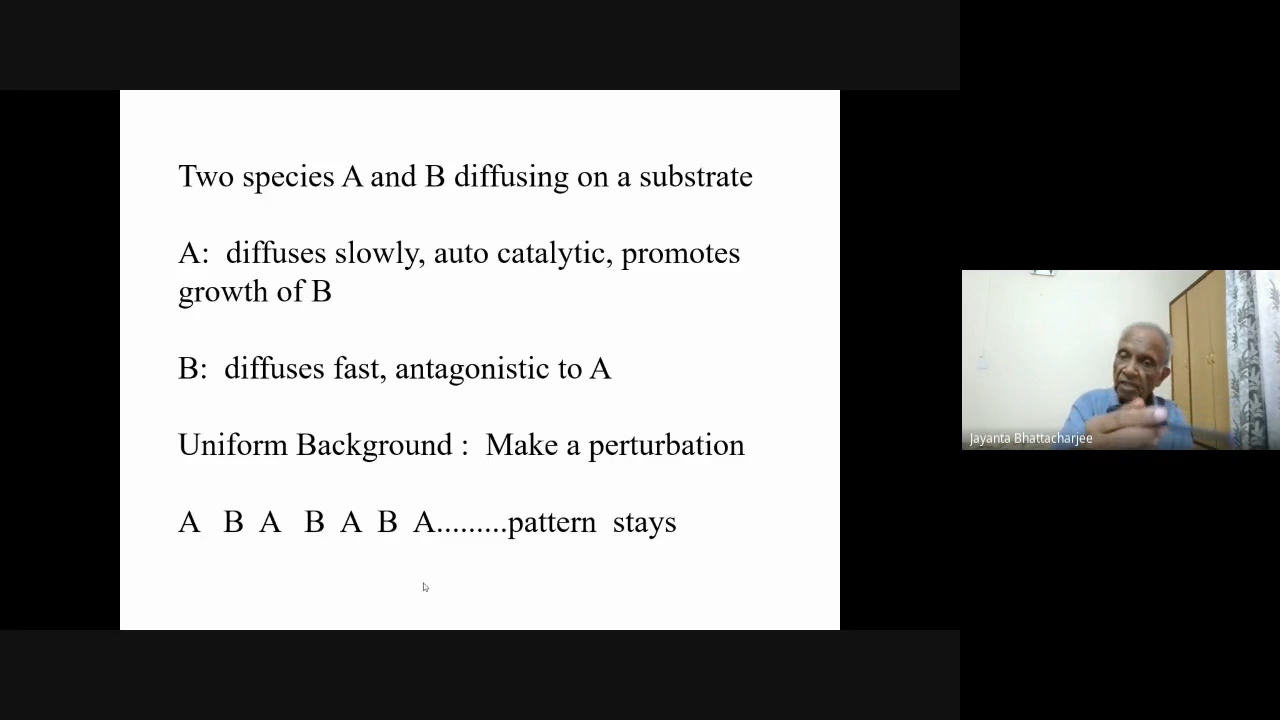 Two species A and B diffusing on a substrate
A: diffuses slowly, auto catalytic, promotes
growth of B
B: diffuses fast, antagonistic to A
Uniform Background : Make a perturbation
A B A B A B A.........pattern stays
Jayanta Bhattacharjee